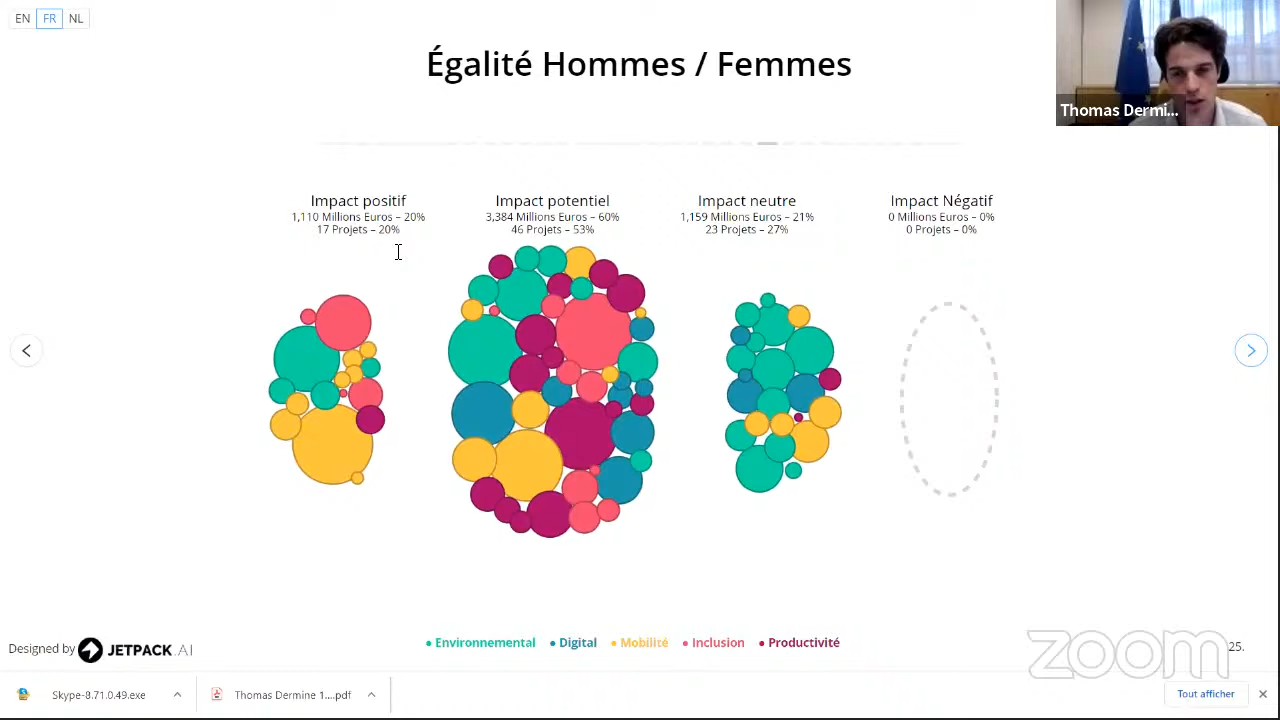 EN FR NL
Égalité Hommes / Femmes
Thomas Dermi...
Impact positif
1,110 Millions Euros – 20%
17 Projets – 20%
Impact potentiel
3,384 Millions Euros – 60%
46 Projets – 53%
Impact neutre
1,159 Millions Euros – 21%
23 Projets – 27%
Impact Négatif
0 Millions Euros – 0%
0 Projets – 0%
Designed by JETPACK.AI
• Environnemental • Digital • Mobilité • Inclusion • Productivité
zoom
25.
Skype-8.71.0.49.exe
Thomas Dermine 1....pdf
Tout afficher